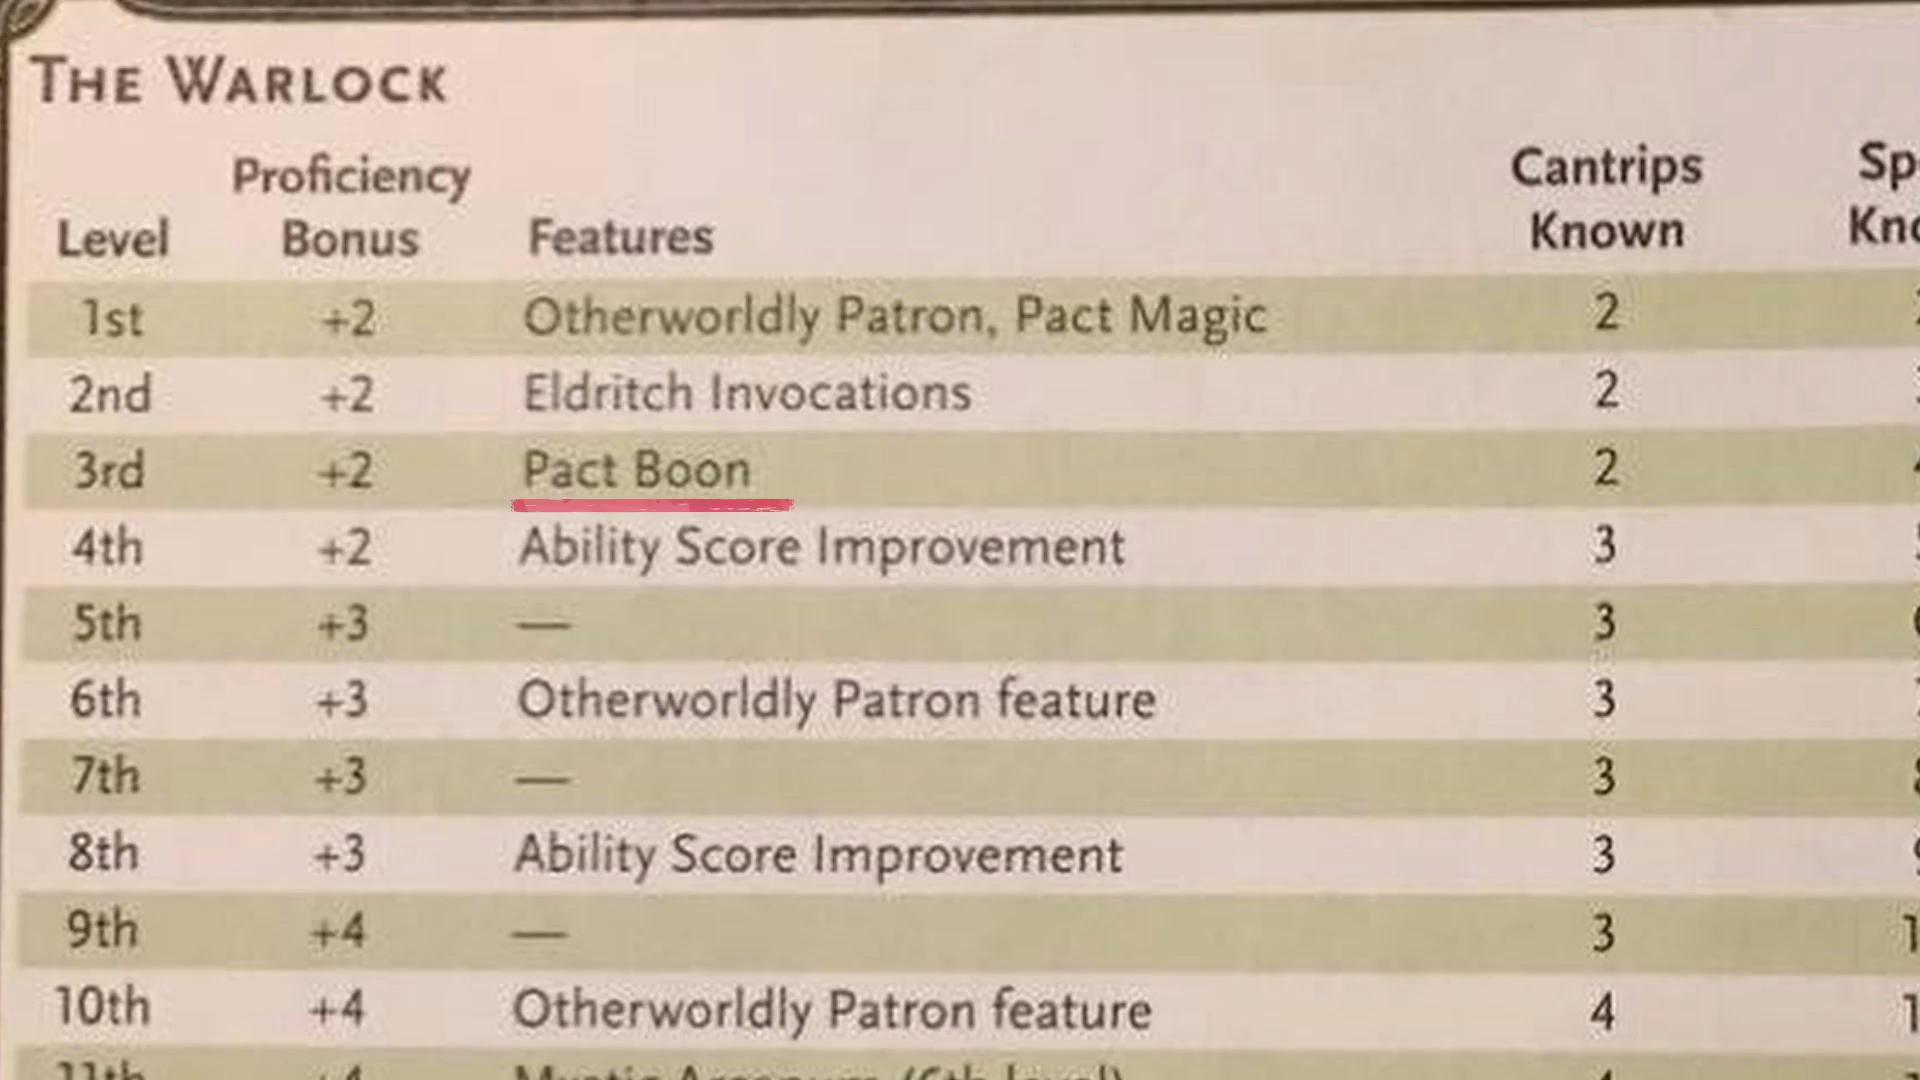 THE WARLOCK
Proficiency Cantrips
Level Bonus Features Known
1st +2 Otherworldly Patron, Pact Magic 2
2nd +2 Eldritch Invocations 2
3rd +2 Pact Boon 2
4th +2 Ability Score Improvement 3
5th +3 — 3
6th +3 Otherworldly Patron feature 3
7th +3 — 3
8th +3 Ability Score Improvement 3
9th +4 — 3
10th +4 Otherworldly Patron feature 4
11th +4